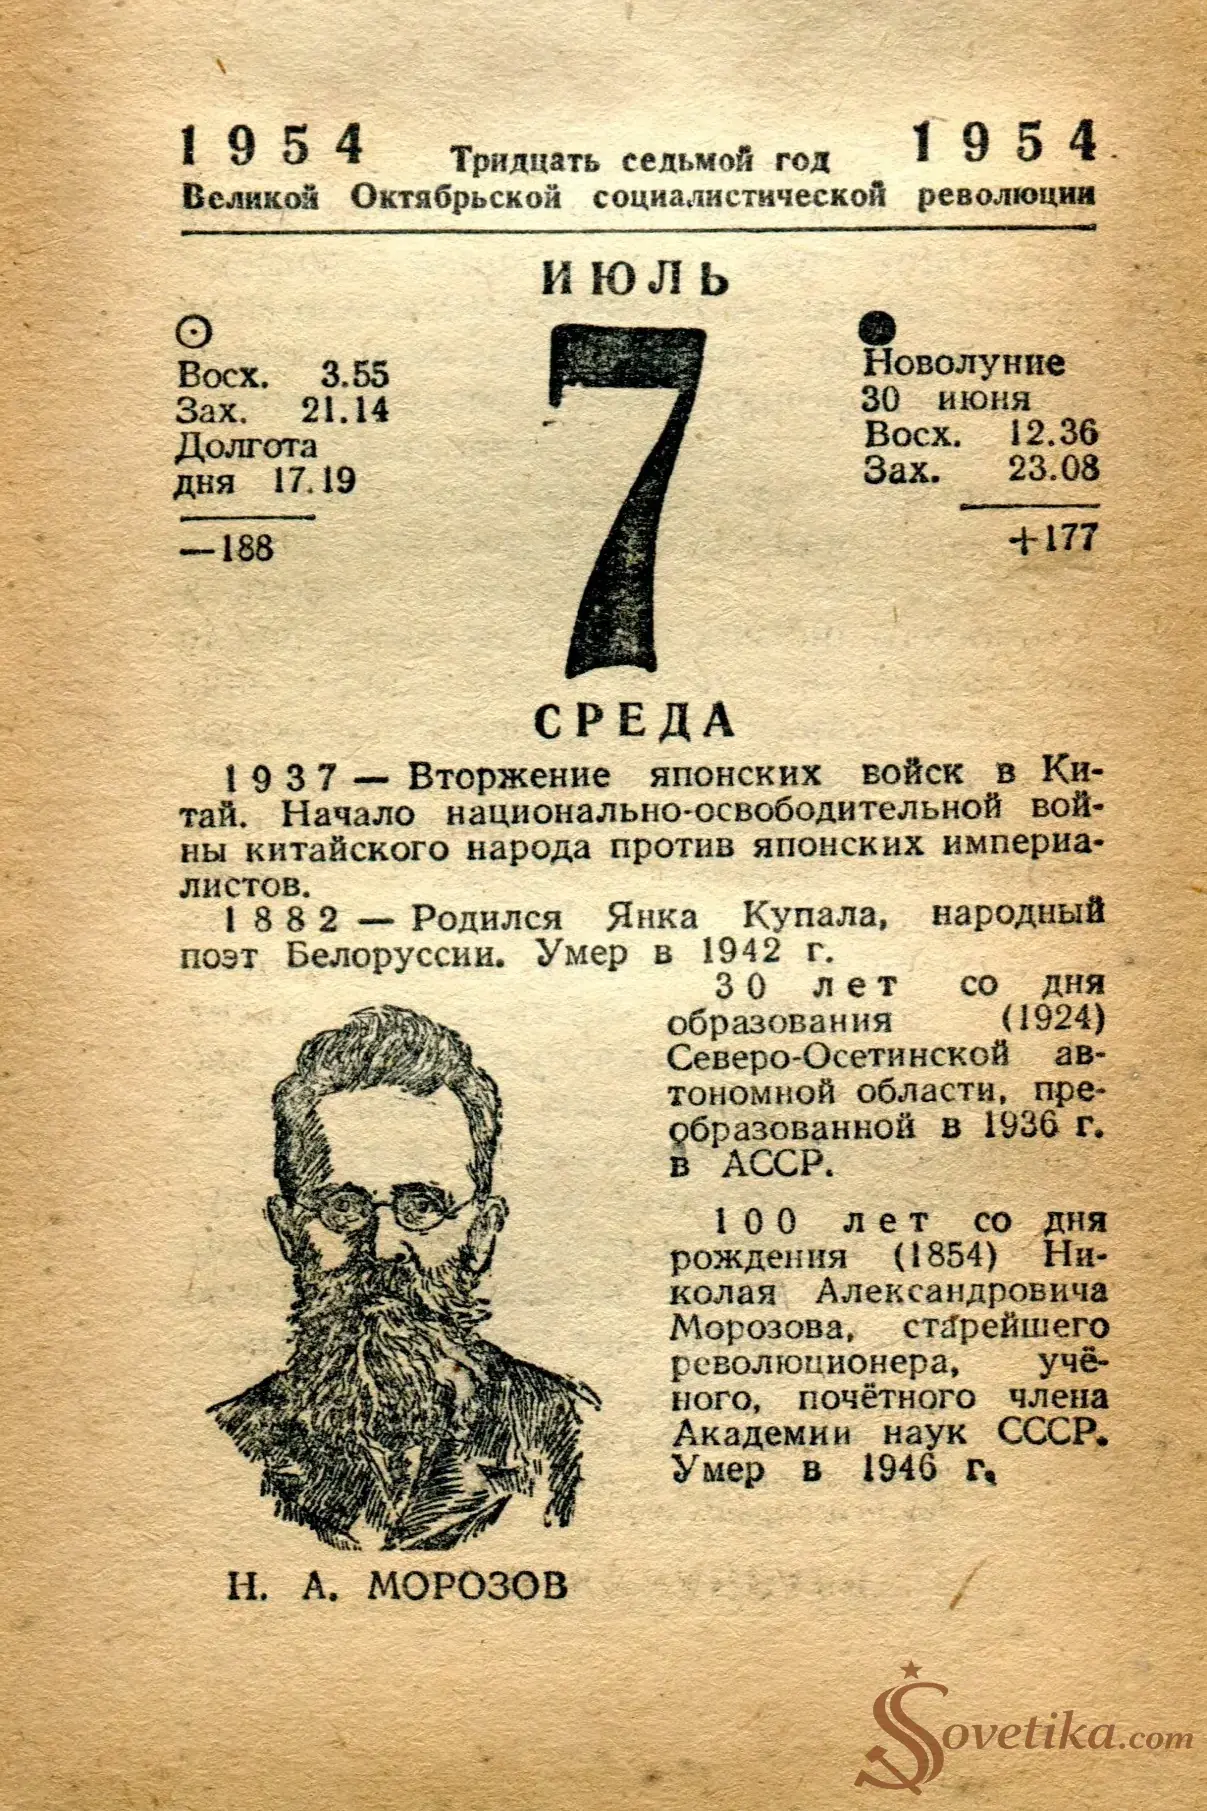 1954 Тридцать седьмой год 1954
Великой Октябрьской социалистической революции
ИЮЛЬ
Восх. 3.55
Зах. 21.14
Долгота
дня 17.19
—188
7
Новолуние
30 июня
Восх. 12.36
Зах. 23.08
+177
СРЕДА
1937 — Вторжение японских войск в Ки-
тай. Начало национально-освободительной вой-
ны китайского народа против японских империа-
листов.
1882 — Родился Янка Купала, народный
поэт Белоруссии. Умер в 1942 г.
30 лет со дня
образования (1924)
Северо-Осетинской ав-
тономной области, пре-
образованной в 1936 г.
в АССР.
100 лет со дня
рождения (1854) Ни-
колая Александровича
Морозова, старейшего
революционера, учё-
ного, почётного члена
Академии наук СССР.
Умер в 1946 г.
Н. А. МОРОЗОВ
Sovetika.com